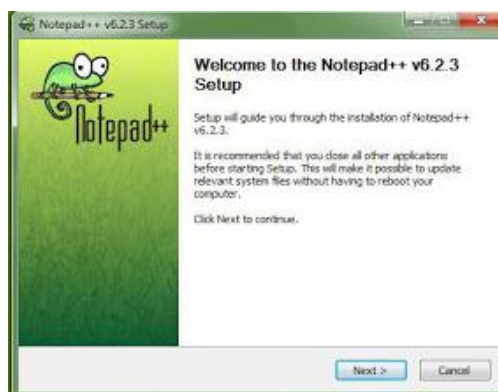 Notepad++ v6.2.3 Setup
Notepad++
Welcome to the Notepad++ v6.2.3
Setup
Setup will guide you through the installation of Notepad++
v6.2.3.
It is recommended that you close all other applications
before starting Setup. This will make it possible to update
relevant system files without having to reboot your
computer.
Click Next to continue.
Next >
Cancel